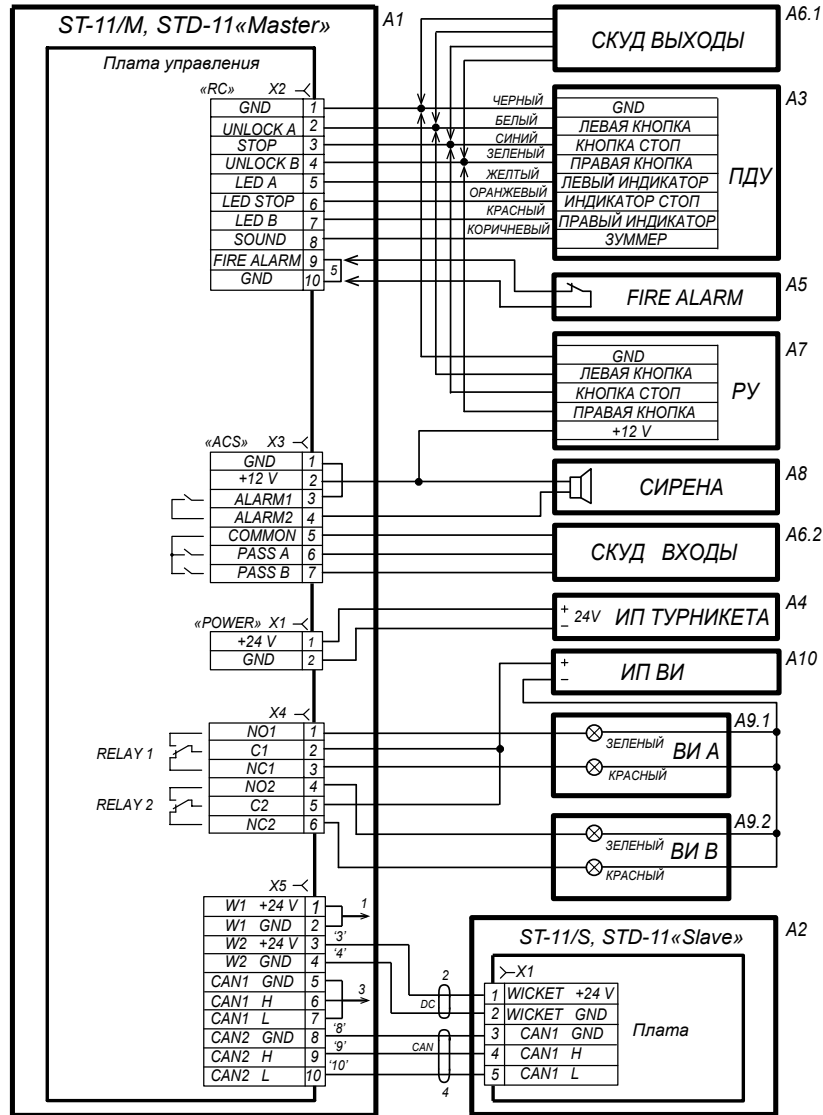 ST-11/M, STD-11«Master»
A1
Плата управления
«RC» X2
GND 1
UNLOCK A 2
STOP 3
UNLOCK B 4
LED A 5
LED STOP 6
LED B 7
SOUND 8
FIRE ALARM 9
GND 10
5
ЧЕРНЫЙ
БЕЛЫЙ
СИНИЙ
ЗЕЛЕНЫЙ
ЖЕЛТЫЙ
ОРАНЖЕВЫЙ
КРАСНЫЙ
КОРИЧНЕВЫЙ
СКУД ВЫХОДЫ
A6.1
GND
ЛЕВАЯ КНОПКА
КНОПКА СТОП
ПРАВАЯ КНОПКА
ЛЕВЫЙ ИНДИКАТОР
ИНДИКАТОР СТОП
ПРАВЫЙ ИНДИКАТОР
ЗУММЕР
ПДУ
A3
FIRE ALARM
A5
GND
ЛЕВАЯ КНОПКА
КНОПКА СТОП
ПРАВАЯ КНОПКА
+12 V
РУ
A7
«ACS» X3
GND 1
+12 V 2
ALARM1 3
ALARM2 4
COMMON 5
PASS A 6
PASS B 7
СИРЕНА
A8
СКУД ВХОДЫ
A6.2
«POWER» X1
+24 V 1
GND 2
+
– 24V ИП ТУРНИКЕТА
A4
+
–
ИП ВИ
A10
X4
NO1 1
C1 2
NC1 3
NO2 4
C2 5
NC2 6
RELAY 1
RELAY 2
ЗЕЛЕНЫЙ
КРАСНЫЙ
ВИ А
A9.1
ЗЕЛЕНЫЙ
КРАСНЫЙ
ВИ В
A9.2
X5
W1 +24 V 1
W1 GND 2
W2 +24 V 3
W2 GND 4
CAN1 GND 5
CAN1 H 6
CAN1 L 7
CAN2 GND 8
CAN2 H 9
CAN2 L 10
1
'3'
'4'
3
'8'
'9'
'10'
2
DC
CAN
4
ST-11/S, STD-11«Slave»
A2
X1
1 WICKET +24 V
2 WICKET GND
3 CAN1 GND
4 CAN1 H
5 CAN1 L
Плата